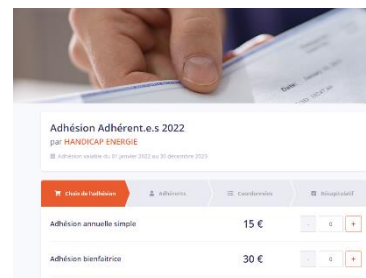 Date:
Adhésion Adhérent.e.s 2022
par HANDICAP ENERGIE
Adhésion valable du 01 janvier 2022 au 30 décembre 2022
Choix de l'adhésion
Adhérents
Coordonnées
Récapitulatif
Adhésion annuelle simple 15 € - 0 +
Adhésion bienfaitrice 30 € - 0 +